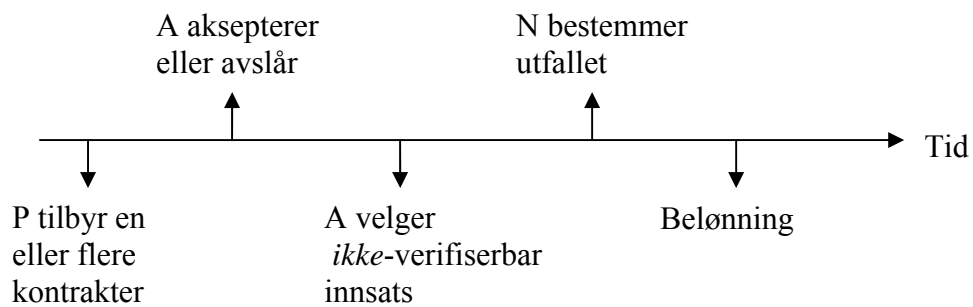 A aksepterer
eller avslår
N bestemmer
utfallet
Tid
P tilbyr en
eller flere
kontrakter
A velger
ikke-verifiserbar
innsats
Belønning